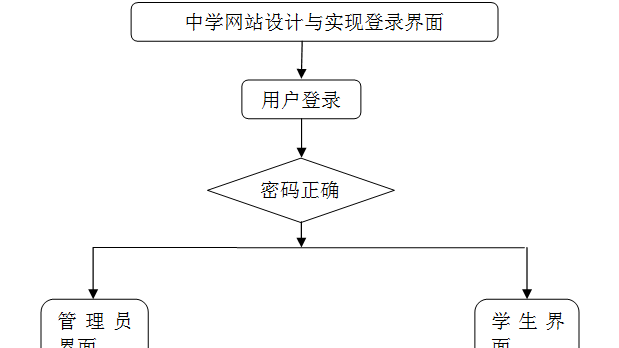 中学网站设计与实现登录界面
用户登录
密码正确
管理员
界面
学生界
面